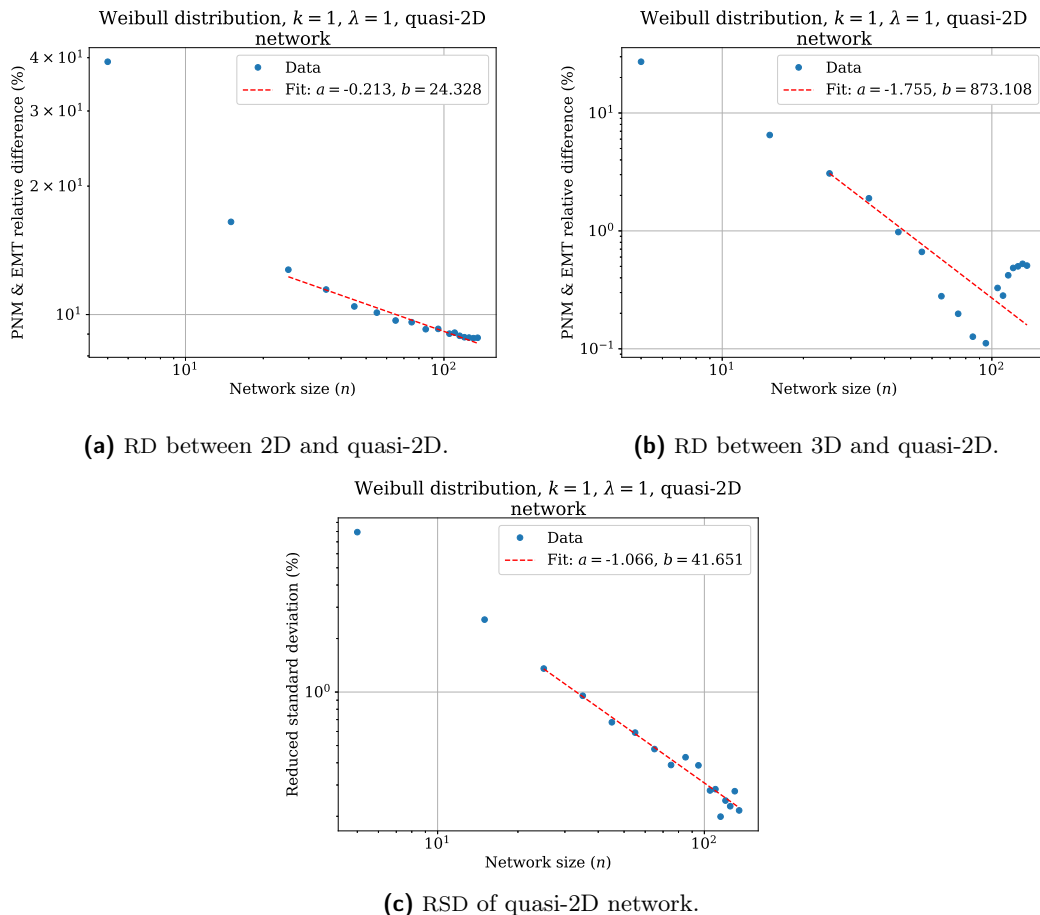 Weibull distribution, k = 1, λ = 1, quasi-2D
network
PNM & EMT relative difference (%)
4 × 10¹
3 × 10¹
2 × 10¹
10¹
Data
Fit: a = -0.213, b = 24.328
10¹
10²
Network size (n)
(a) RD between 2D and quasi-2D.
Weibull distribution, k = 1, λ = 1, quasi-2D
network
PNM & EMT relative difference (%)
10¹
10⁰
10⁻¹
Data
Fit: a = -1.755, b = 873.108
10¹
10²
Network size (n)
(b) RD between 3D and quasi-2D.
Weibull distribution, k = 1, λ = 1, quasi-2D
network
Reduced standard deviation (%)
10⁰
Data
Fit: a = -1.066, b = 41.651
10¹
10²
Network size (n)
(c) RSD of quasi-2D network.